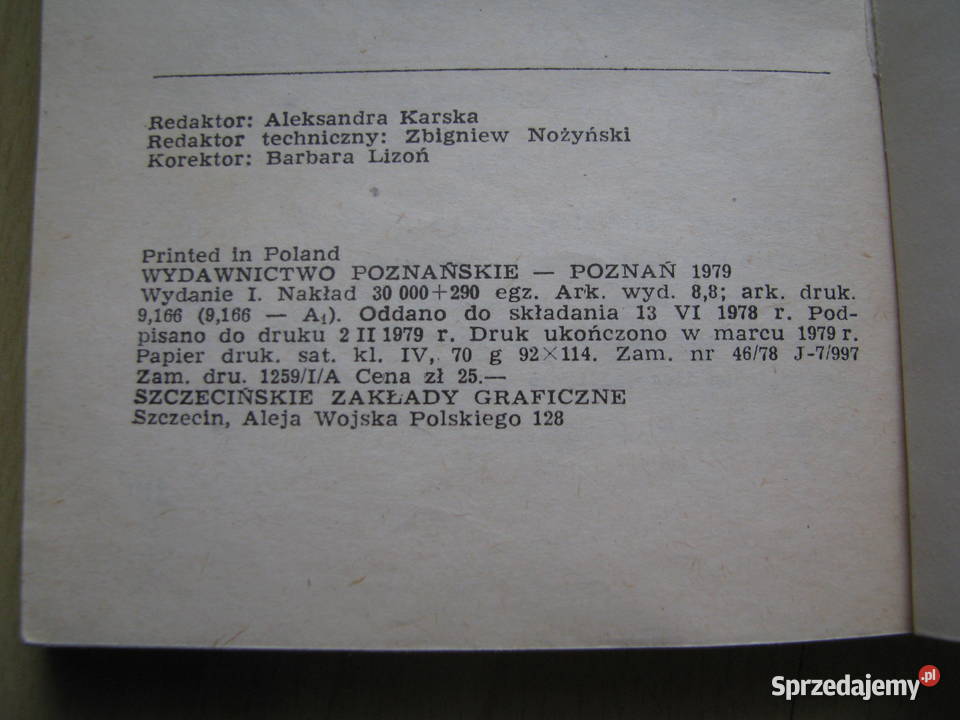 Redaktor: Aleksandra Karska
Redaktor techniczny: Zbigniew Nożyński
Korektor: Barbara Lizoń
Printed in Poland
WYDAWNICTWO POZNAŃSKIE — POZNAŃ 1979
Wydanie I. Nakład 30 000+290 egz. Ark. wyd. 8,8; ark. druk.
9,166 (9,166 — A₁). Oddano do składania 13 VI 1978 r. Pod-
pisano do druku 2 II 1979 r. Druk ukończono w marcu 1979 r.
Papier druk. sat. kl. IV, 70 g 92×114. Zam. nr 46/78 J-7/997
Zam. dru. 1259/I/A Cena zł 25.—
SZCZECIŃSKIE ZAKŁADY GRAFICZNE
Szczecin, Aleja Wojska Polskiego 128
Sprzedajemy.pl